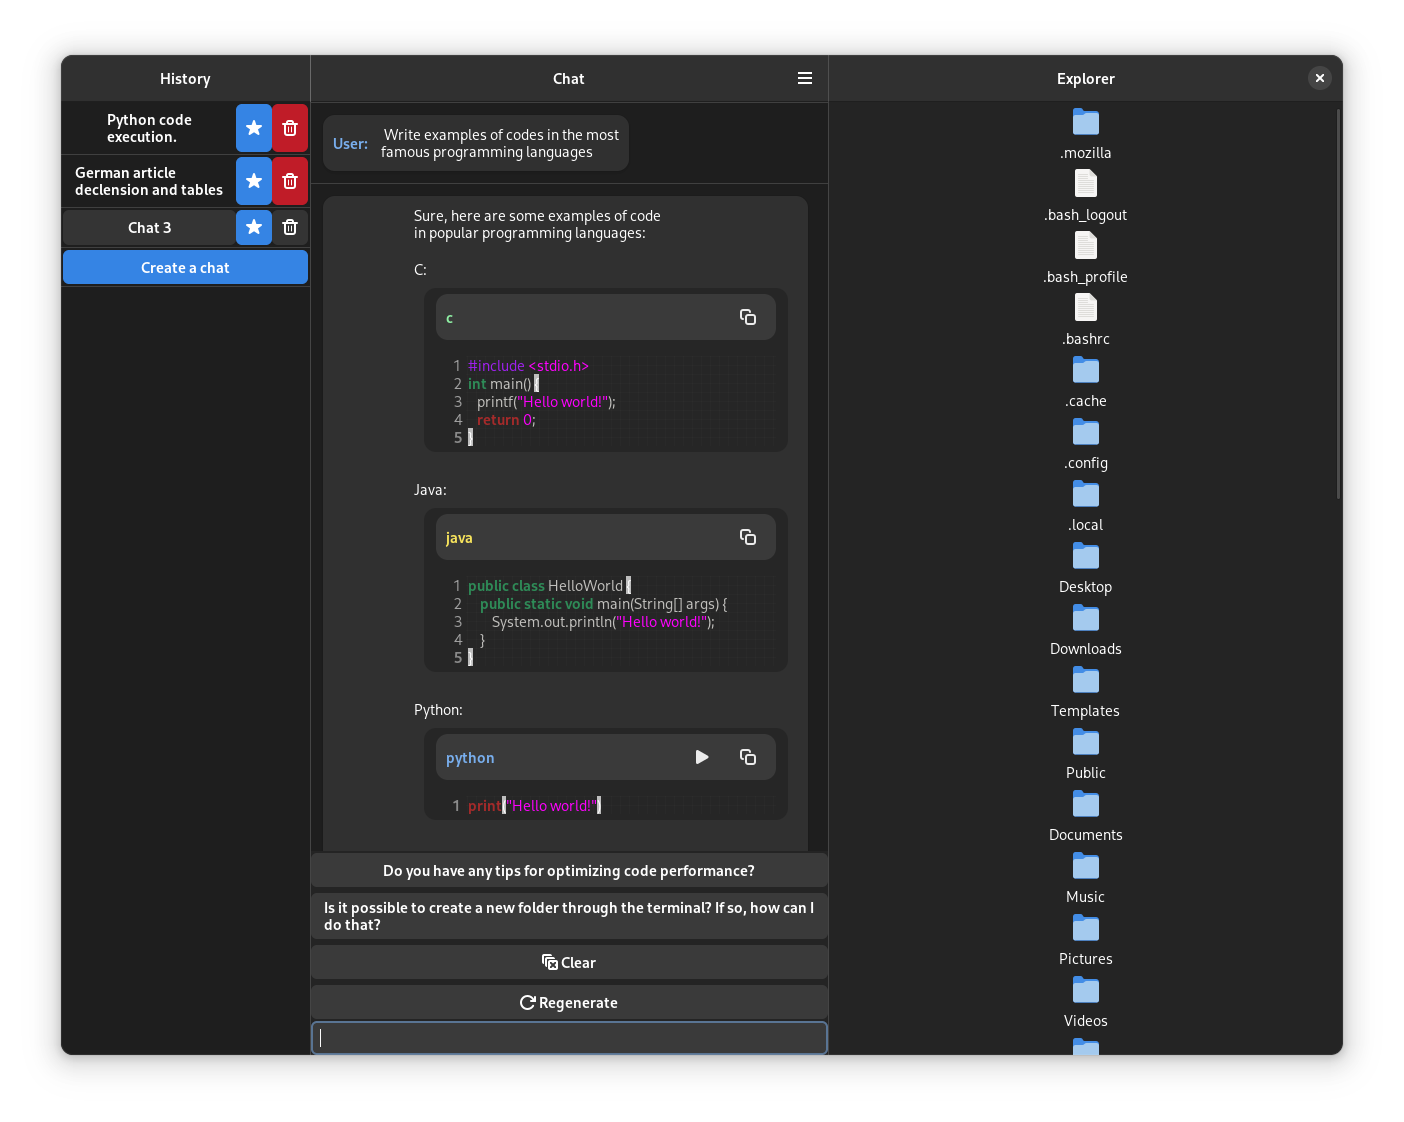 History
Python code
execution.
German article
declension and tables
Chat 3
Create a chat
Chat
User: Write examples of codes in the most
famous programming languages
Sure, here are some examples of code
in popular programming languages:
C:
c
1 #include <stdio.h>
2 int main() {
3 printf("Hello world!");
4 return 0;
5 }
Java:
java
1 public class HelloWorld {
2 public static void main(String[] args) {
3 System.out.println("Hello world!");
4 }
5 }
Python:
python
1 print("Hello world!")
Do you have any tips for optimizing code performance?
Is it possible to create a new folder through the terminal? If so, how can I
do that?
Clear
Regenerate
Explorer
.mozilla
.bash_logout
.bash_profile
.bashrc
.cache
.config
.local
Desktop
Downloads
Templates
Public
Documents
Music
Pictures
Videos